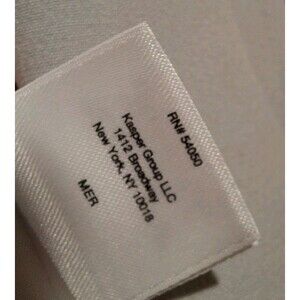 RN# 54050
Kasper Group LLC
1412 Broadway
New York, NY 10018
MER